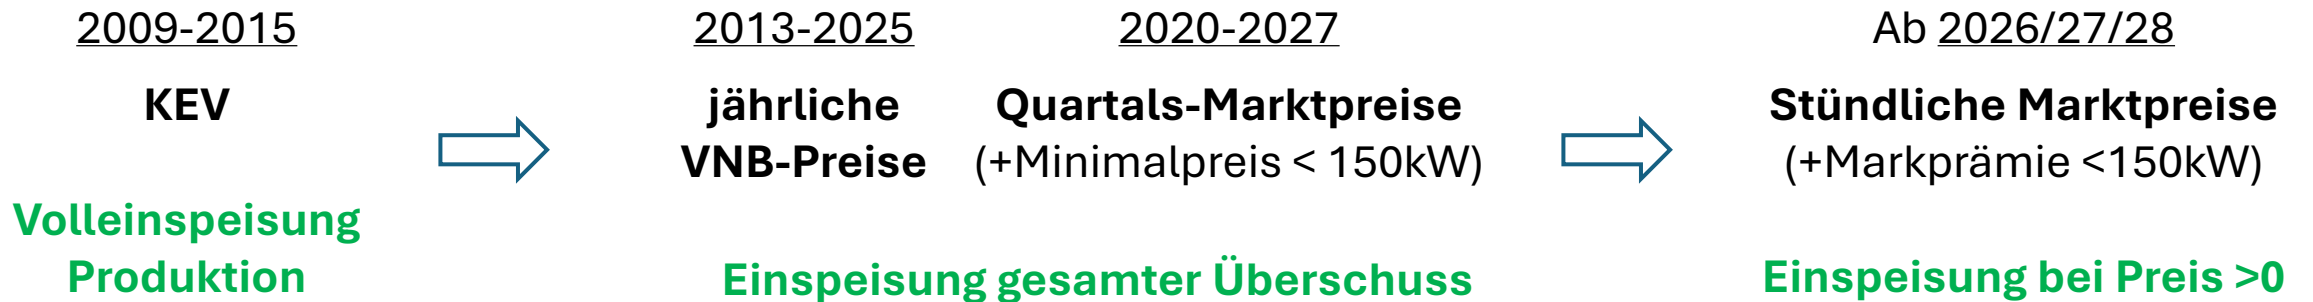 2009-2015
KEV
Volleinspeisung
Produktion
2013-2025
jährliche
VNB-Preise
2020-2027
Quartals-Marktpreise
(+Minimalpreis < 150kW)
Einspeisung gesamter Überschuss
Ab 2026/27/28
Stündliche Marktpreise
(+Markprämie <150kW)
Einspeisung bei Preis >0